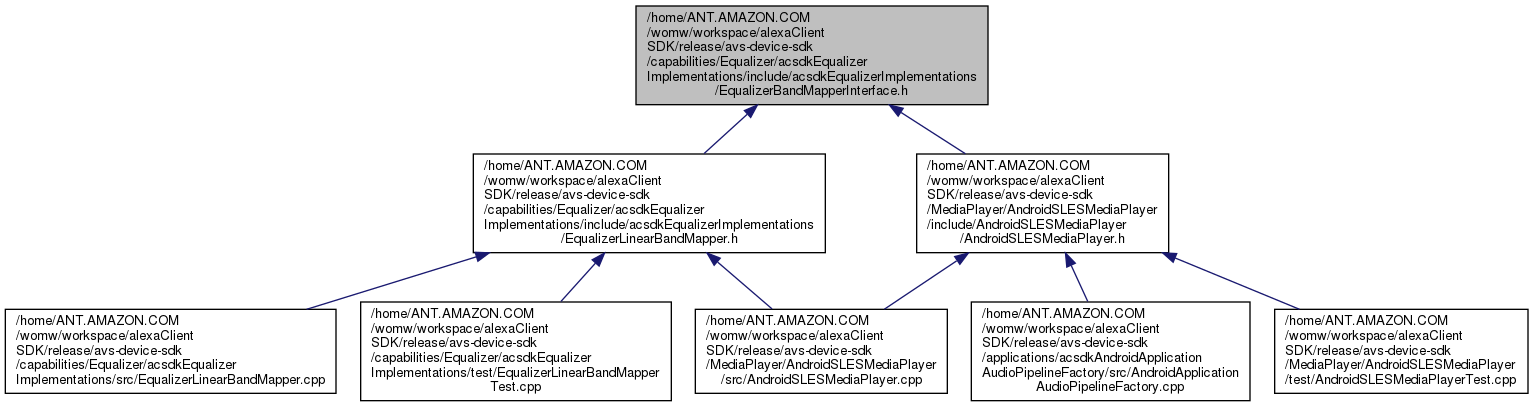 /home/ANT.AMAZON.COM
/womw/workspace/alexaClient
SDK/release/avs-device-sdk
/capabilities/Equalizer/acsdkEqualizer
Implementations/include/acsdkEqualizerImplementations
/EqualizerBandMapperInterface.h
/home/ANT.AMAZON.COM
/womw/workspace/alexaClient
SDK/release/avs-device-sdk
/capabilities/Equalizer/acsdkEqualizer
Implementations/include/acsdkEqualizerImplementations
/EqualizerLinearBandMapper.h
/home/ANT.AMAZON.COM
/womw/workspace/alexaClient
SDK/release/avs-device-sdk
/MediaPlayer/AndroidSLESMediaPlayer
/include/AndroidSLESMediaPlayer
/AndroidSLESMediaPlayer.h
/home/ANT.AMAZON.COM
/womw/workspace/alexaClient
SDK/release/avs-device-sdk
/capabilities/Equalizer/acsdkEqualizer
Implementations/src/EqualizerLinearBandMapper.cpp
/home/ANT.AMAZON.COM
/womw/workspace/alexaClient
SDK/release/avs-device-sdk
/capabilities/Equalizer/acsdkEqualizer
Implementations/test/EqualizerLinearBandMapper
Test.cpp
/home/ANT.AMAZON.COM
/womw/workspace/alexaClient
SDK/release/avs-device-sdk
/MediaPlayer/AndroidSLESMediaPlayer
/src/AndroidSLESMediaPlayer.cpp
/home/ANT.AMAZON.COM
/womw/workspace/alexaClient
SDK/release/avs-device-sdk
/applications/acsdkAndroidApplication
AudioPipelineFactory/src/AndroidApplication
AudioPipelineFactory.cpp
/home/ANT.AMAZON.COM
/womw/workspace/alexaClient
SDK/release/avs-device-sdk
/MediaPlayer/AndroidSLESMediaPlayer
/test/AndroidSLESMediaPlayerTest.cpp